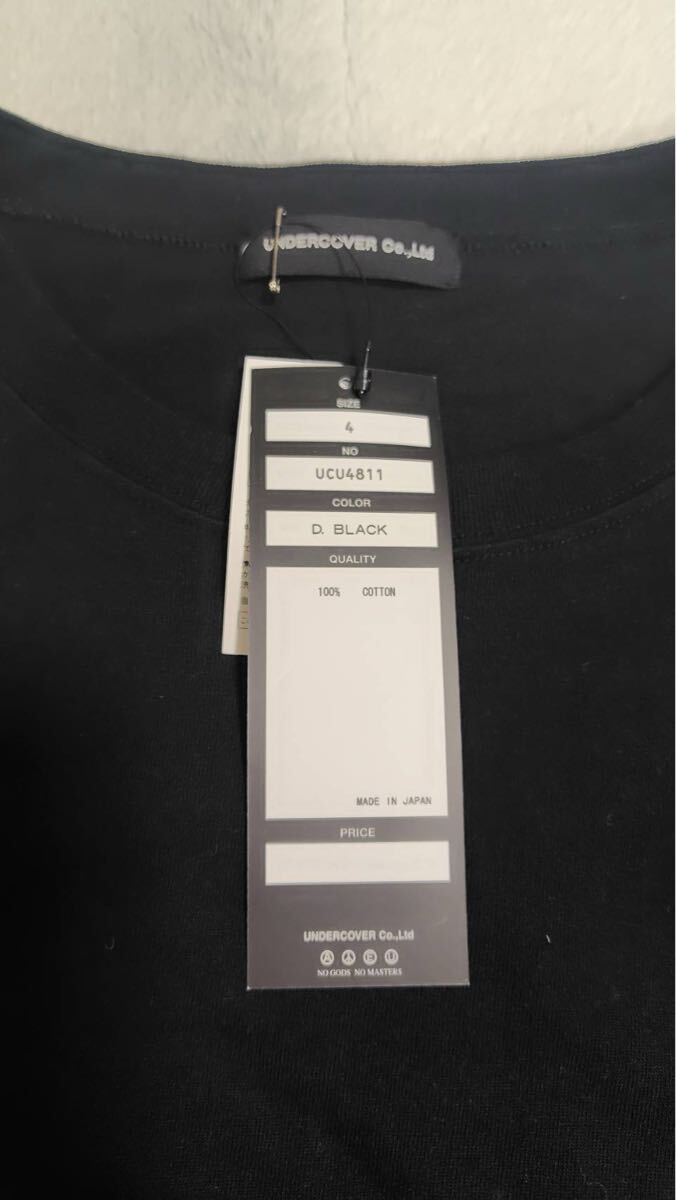 UNDERCOVER Co.,Ltd
SIZE
4
NO
UCU4811
COLOR
D. BLACK
QUALITY
100% COTTON
MADE IN JAPAN
PRICE
UNDERCOVER Co.,Ltd
NO GODS NO MASTERS